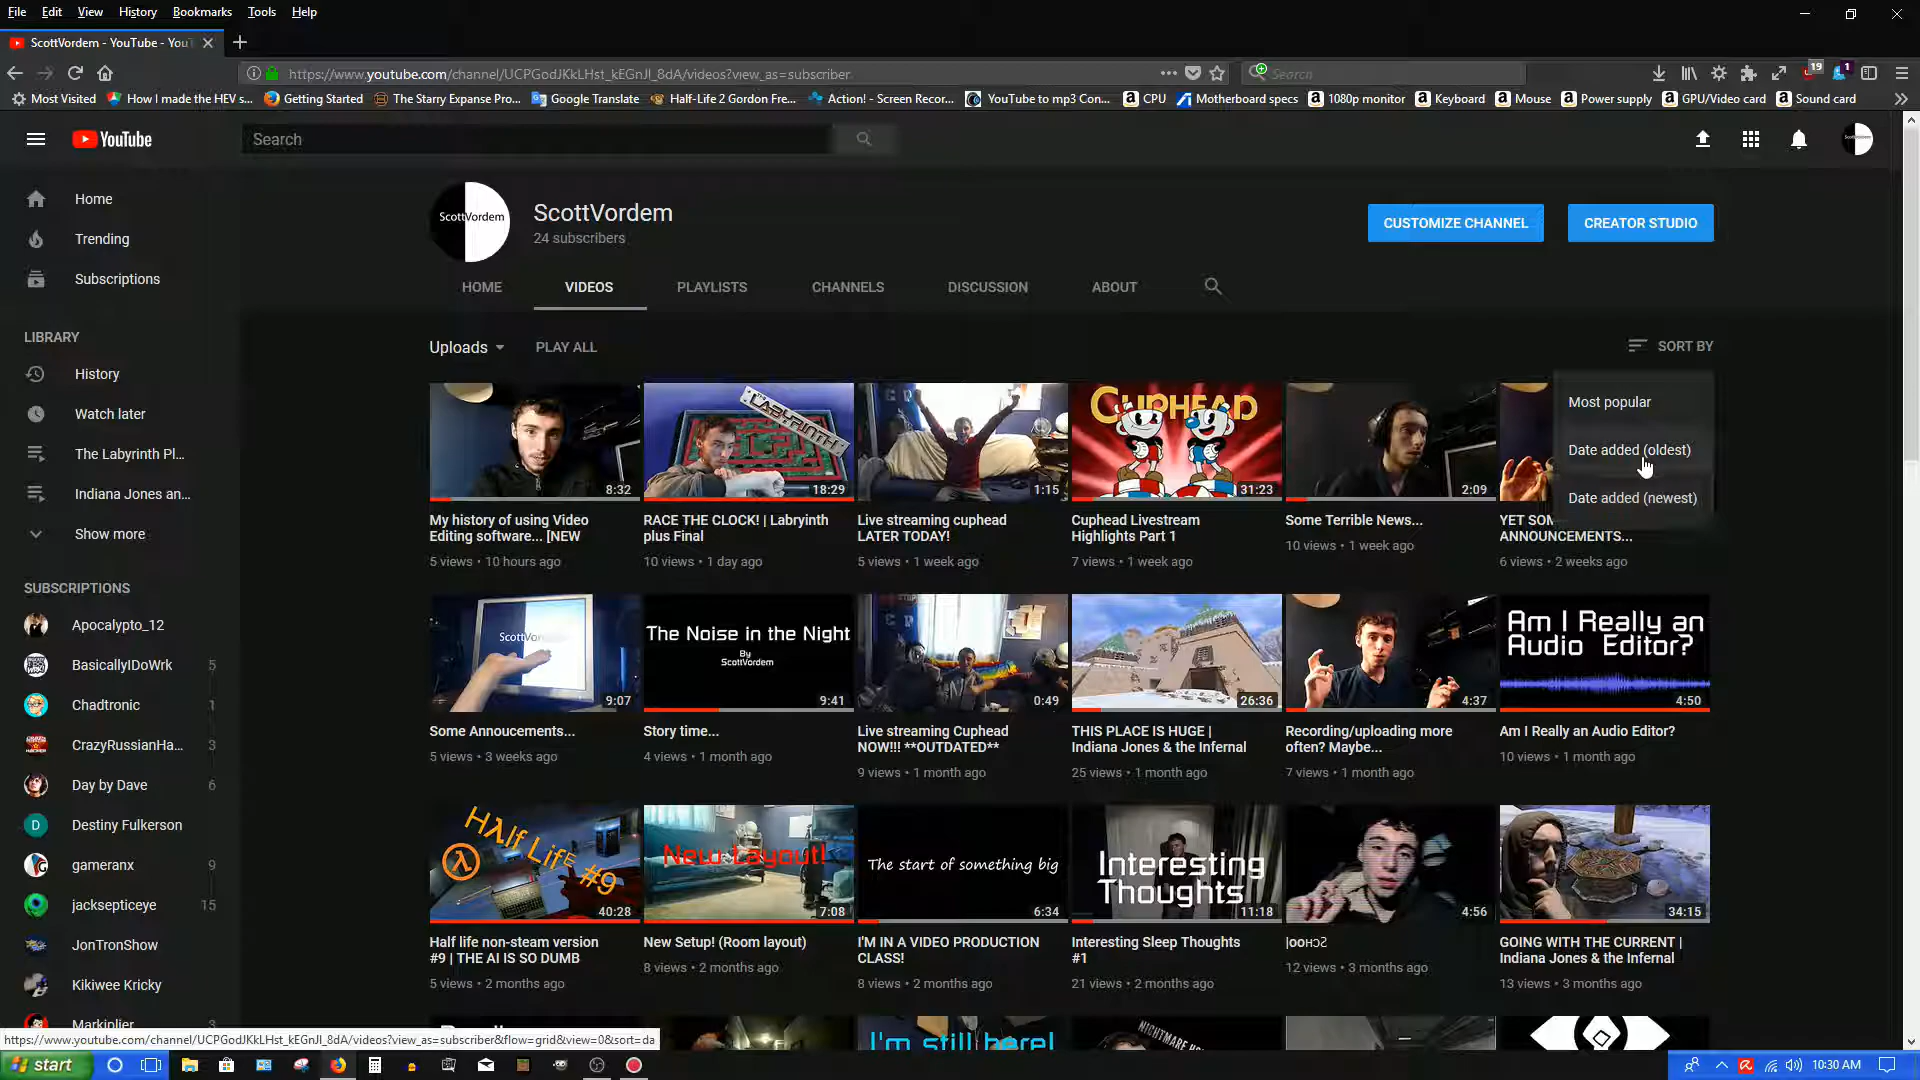 File Edit View History Bookmarks Tools Help
ScottVordem - YouTube - You
https://www.youtube.com/channel/UCPGodJKkLHst_kEGnJl_8dA/videos?view_as=subscriber
Search
19
1
Most Visited How I made the HEV s... Getting Started The Starry Expanse Pro... Google Translate Half-Life 2 Gordon Fre... Action! - Screen Recor... YouTube to mp3 Con... CPU Motherboard specs 1080p monitor Keyboard Mouse Power supply GPU/Video card Sound card
YouTube
Search
Home
Trending
Subscriptions
LIBRARY
History
Watch later
The Labyrinth Pl...
Indiana Jones an...
Show more
SUBSCRIPTIONS
Apocalypto_12
BasicallyIDoWrk 5
Chadtronic 1
CrazyRussianHa... 3
Day by Dave 6
Destiny Fulkerson
gameranx 9
jacksepticeye 15
JonTronShow
Kikiwee Kricky
Markiplier 3
ScottVordem
ScottVordem
24 subscribers
CUSTOMIZE CHANNEL
CREATOR STUDIO
HOME VIDEOS PLAYLISTS CHANNELS DISCUSSION ABOUT
Uploads PLAY ALL
SORT BY
Most popular
Date added (oldest)
Date added (newest)
8:32
My history of using Video
Editing software... [NEW
5 views • 10 hours ago
LABYRINTH
18:29
RACE THE CLOCK! | Labryinth
plus Final
10 views • 1 day ago
1:15
Live streaming cuphead
LATER TODAY!
5 views • 1 week ago
CUPHEAD
31:23
Cuphead Livestream
Highlights Part 1
7 views • 1 week ago
2:09
Some Terrible News...
10 views • 1 week ago
YET SOM
ANNOUNCEMENTS...
6 views • 2 weeks ago
9:07
Some Annoucements...
5 views • 3 weeks ago
The Noise in the Night
By
ScottVordem
9:41
Story time...
4 views • 1 month ago
0:49
Live streaming Cuphead
NOW!!! **OUTDATED**
9 views • 1 month ago
26:36
THIS PLACE IS HUGE |
Indiana Jones & the Infernal
25 views • 1 month ago
4:37
Recording/uploading more
often? Maybe...
7 views • 1 month ago
Am I Really an
Audio Editor?
4:50
Am I Really an Audio Editor?
10 views • 1 month ago
Hλlf Life #9
40:28
Half life non-steam version
#9 | THE AI IS SO DUMB
5 views • 2 months ago
New Layout!
7:08
New Setup! (Room layout)
8 views • 2 months ago
The start of something big
6:34
I'M IN A VIDEO PRODUCTION
CLASS!
8 views • 2 months ago
Interesting
Thoughts
11:18
Interesting Sleep Thoughts
#1
21 views • 2 months ago
4:56
|ooнɔƧ
12 views • 3 months ago
34:15
GOING WITH THE CURRENT |
Indiana Jones & the Infernal
13 views • 3 months ago
I'm still here!
NIGHTMARE
https://www.youtube.com/channel/UCPGodJKkLHst_kEGnJl_8dA/videos?view_as=subscriber&flow=grid&view=0&sort=da
start
10:30 AM